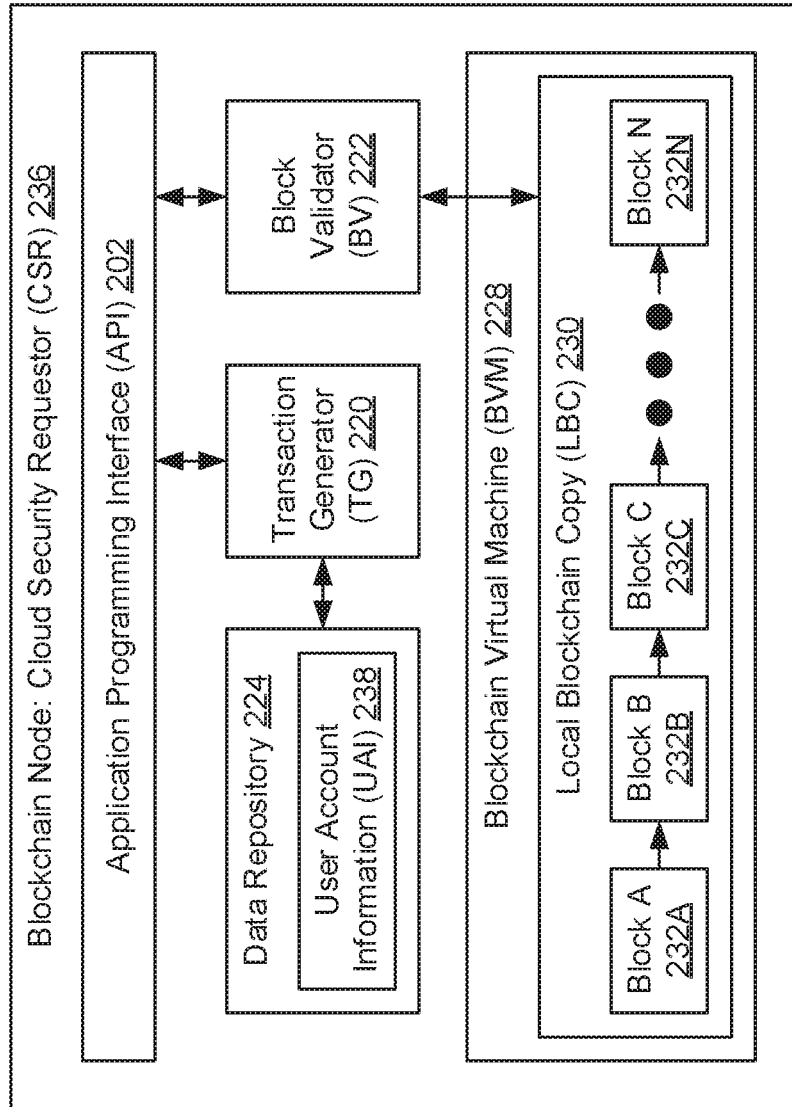 Blockchain Node: Cloud Security Requestor (CSR) 236
Application Programming Interface (API) 202
Data Repository 224
User Account
Information (UAI) 238
Transaction
Generator
(TG) 220
Block
Validator
(BV) 222
Blockchain Virtual Machine (BVM) 228
Local Blockchain Copy (LBC) 230
Block A
232A
Block B
232B
Block C
232C
Block N
232N